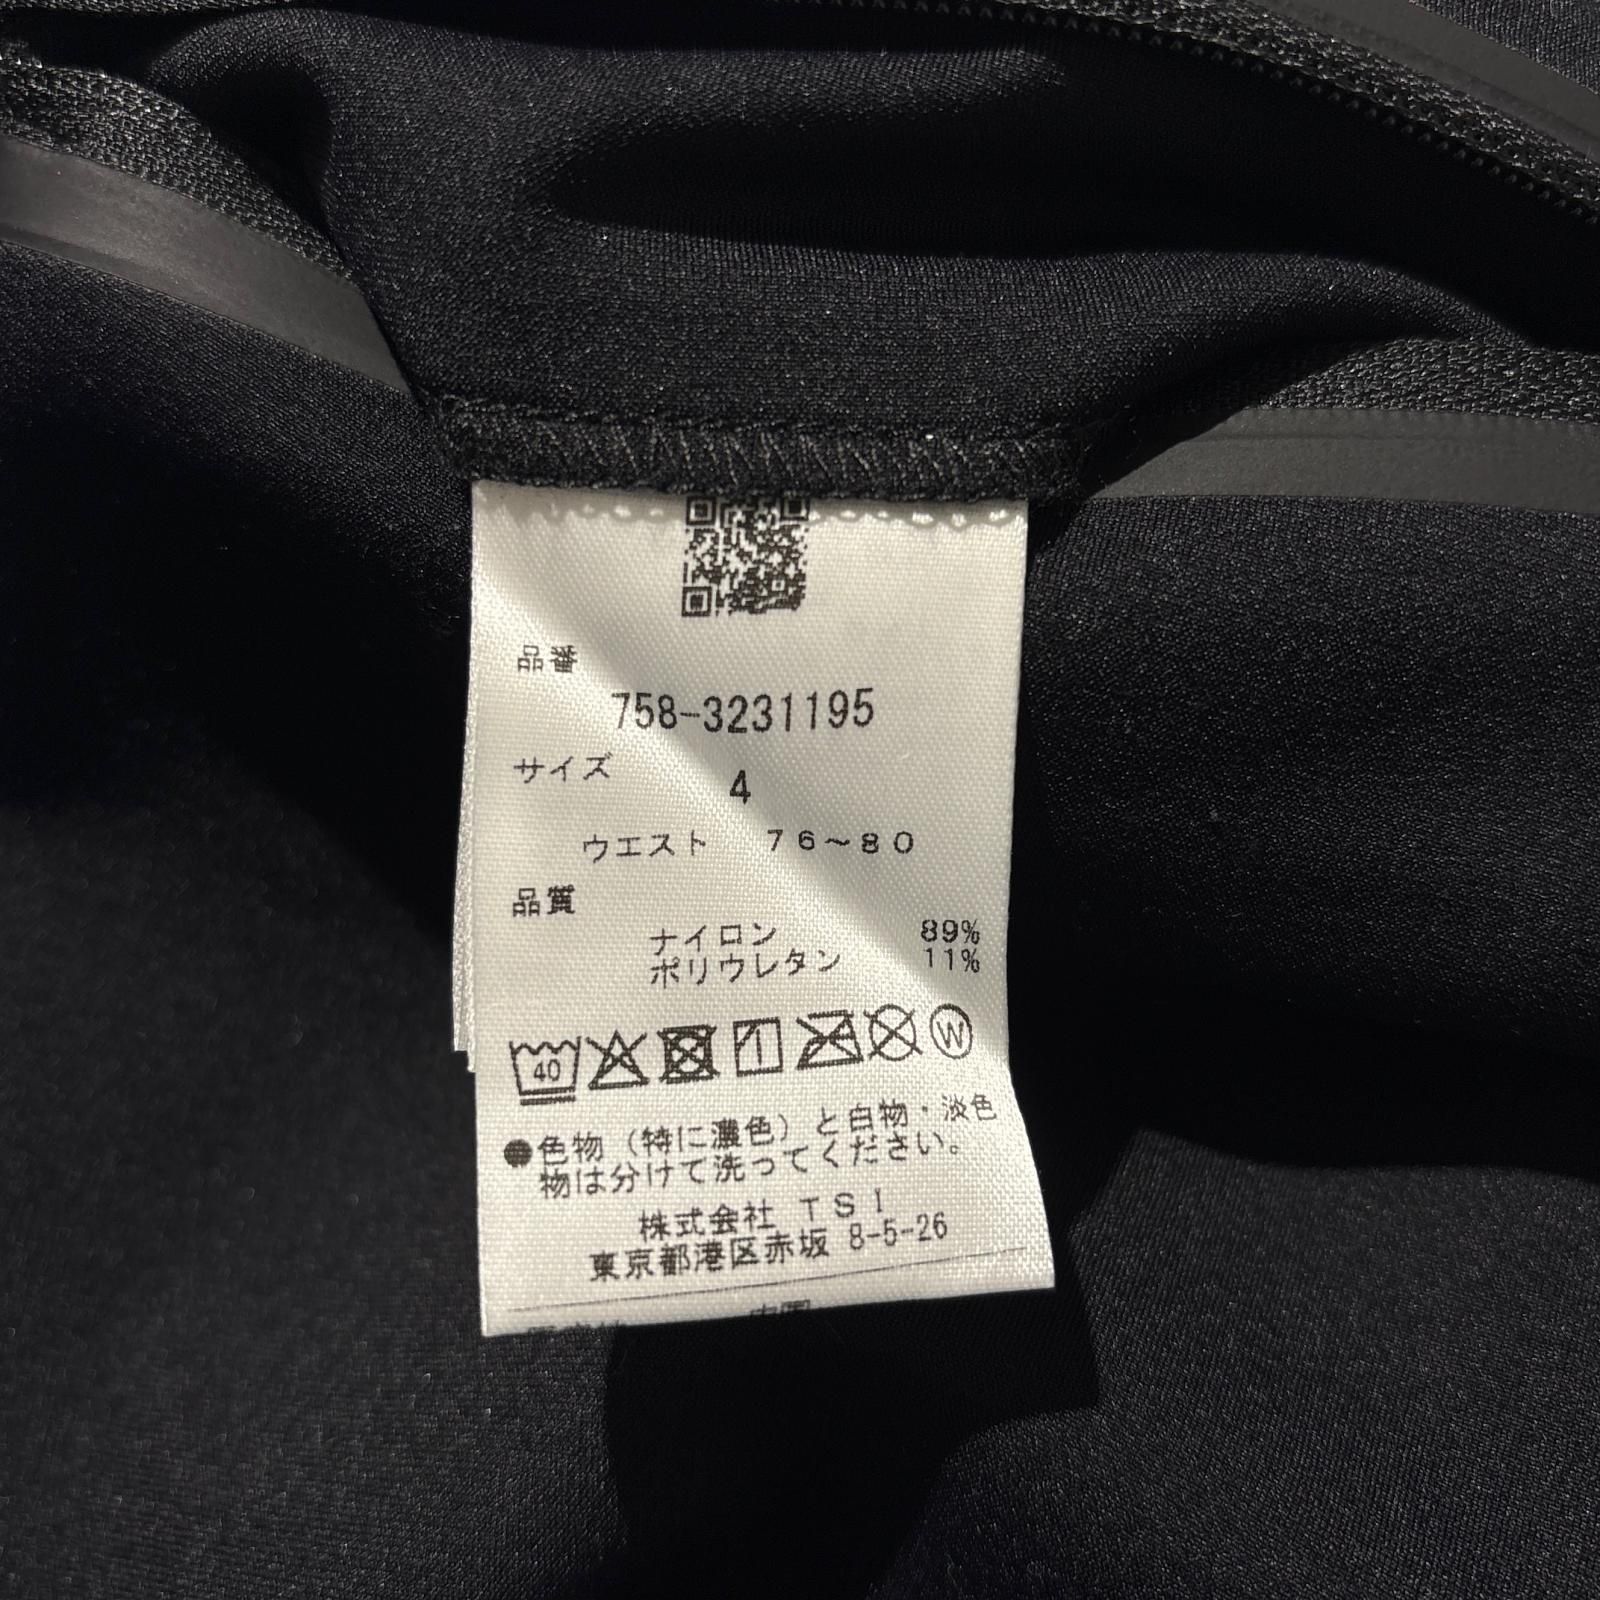 品番
758-3231195
サイズ 4
ウエスト 76～80
品質
ナイロン 89%
ポリウレタン 11%
40 W
●色物（特に濃色）と白物・淡色
物は分けて洗ってください。
株式会社 TSI
東京都港区赤坂 8-5-26